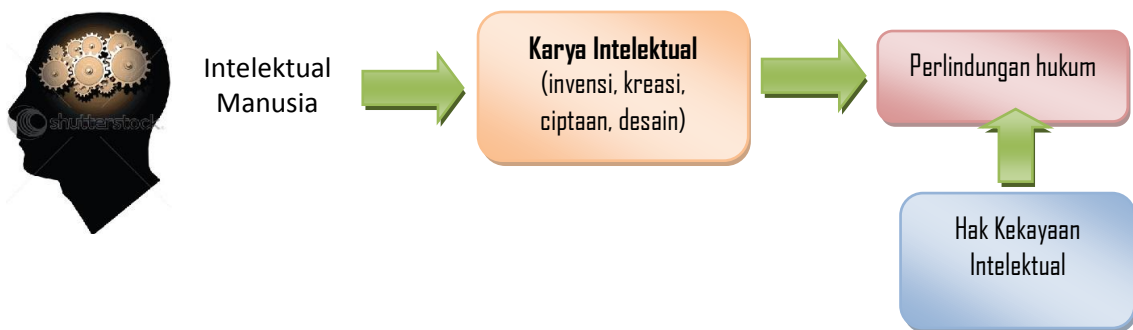 shutterstock
Intelektual
Manusia
Karya Intelektual
(invensi, kreasi,
ciptaan, desain)
Perlindungan hukum
Hak Kekayaan
Intelektual